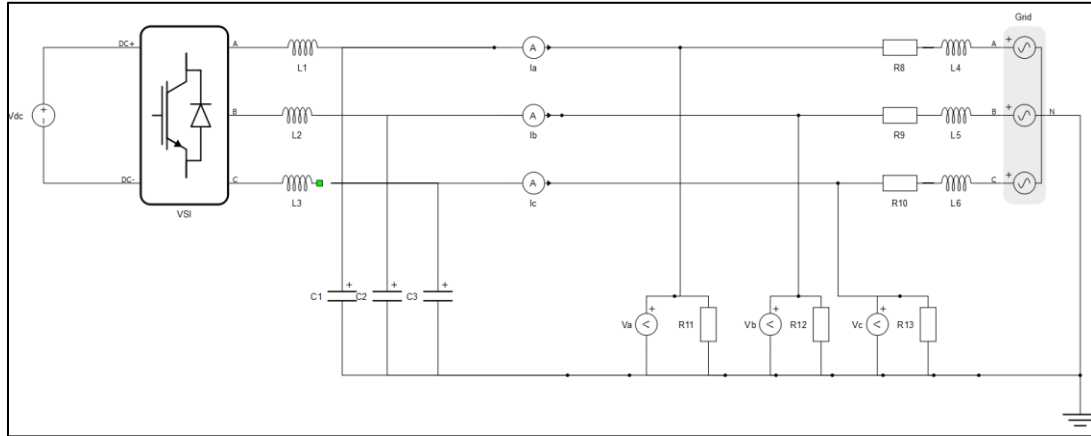 Grid
DC+
A
L1
A
Ia
R8
L4
A
+
Vdc
+
B
L2
A
Ib
R9
L5
B
+
N
DC-
C
L3
A
Ic
R10
L6
C
+
VSI
C1
+
C2
+
C3
+
Va
+
R11
Vb
+
R12
Vc
+
R13